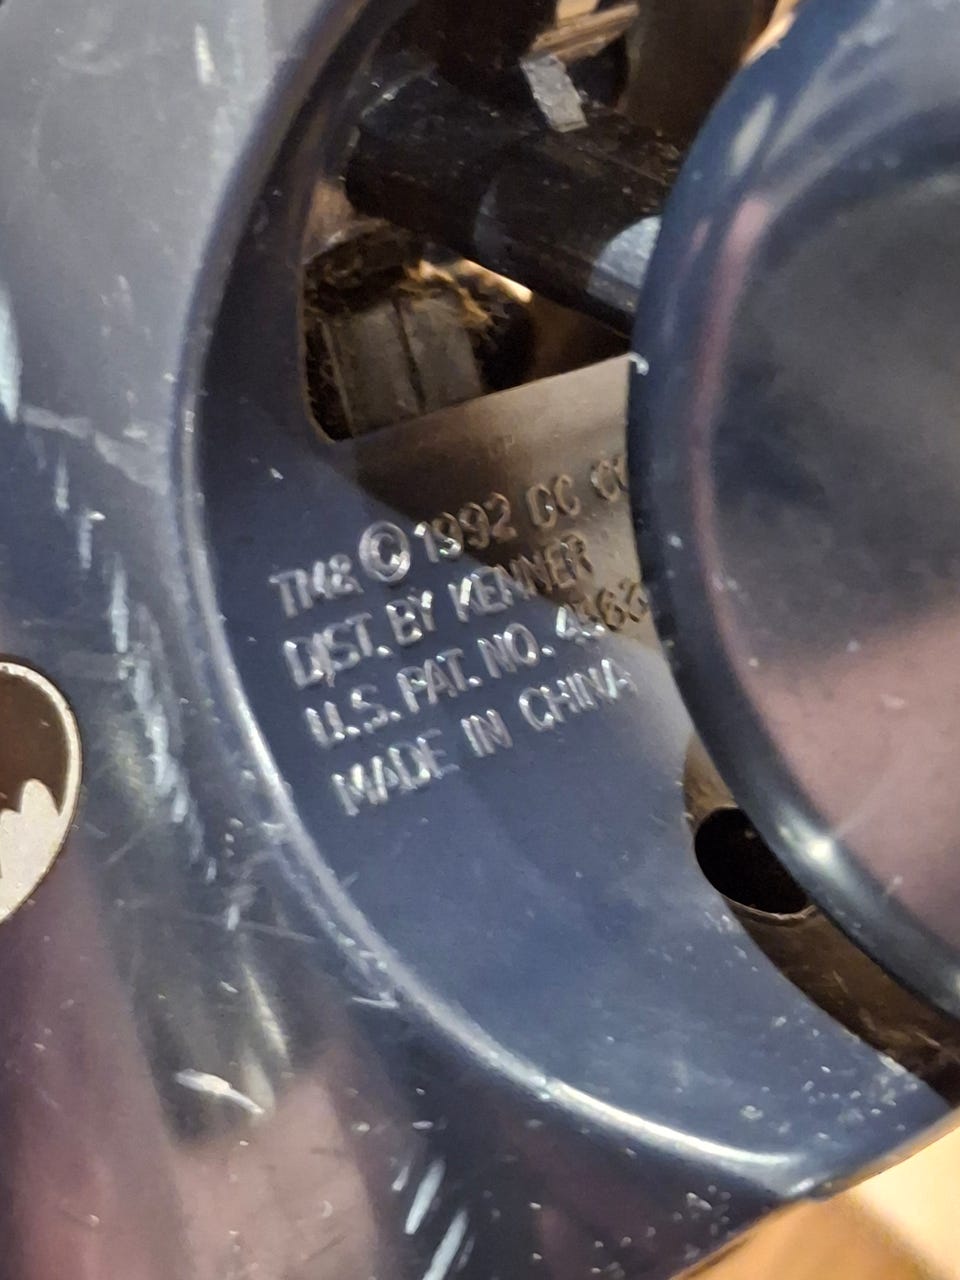 TM& © 1992 DC
DIST. BY KENNER
U.S. PAT. NO.
MADE IN CHINA